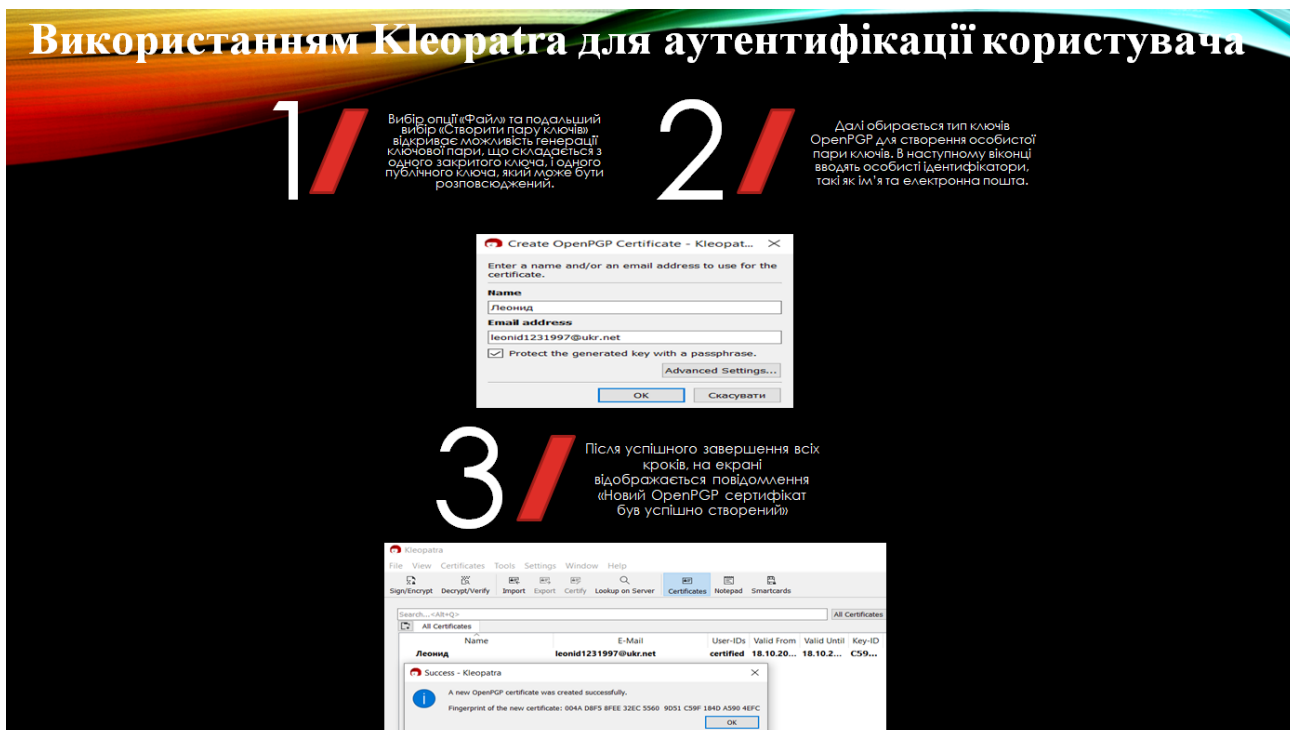 Використанням Kleopatra для аутентифікації користувача
1
Вибір опції «Файл» та подальший
вибір «Створити пару ключів»
відкриває можливість генерації
ключової пари, що складається з
одного закритого ключа, і одного
публічного ключа, який може бути
розповсюджений.
2
Далі обирається тип ключів
OpenPGP для створення особистої
пари ключів. В наступному віконці
вводять особисті ідентифікатори,
такі як ім’я та електронна пошта.
Create OpenPGP Certificate - Kleopat...
Enter a name and/or an email address to use for the
certificate.
Name
Леонид
Email address
leonid1231997@ukr.net
Protect the generated key with a passphrase.
Advanced Settings...
OK Скасувати
3
Після успішного завершення всіх
кроків, на екрані
відображається повідомлення
«Новий OpenPGP сертифікат
був успішно створений»
Kleopatra
File View Certificates Tools Settings Window Help
Sign/Encrypt Decrypt/Verify Import Export Certify Lookup on Server Certificates Notepad Smartcards
Search...<Alt+Q> All Certificates
All Certificates
Name E-Mail User-IDs Valid From Valid Until Key-ID
Леонид leonid1231997@ukr.net certified 18.10.20... 18.10.2... C59...
Success - Kleopatra
A new OpenPGP certificate was created successfully.
Fingerprint of the new certificate: 004A D8F5 8FEE 32EC 5560 9D51 C59F 184D A590 4EFC
OK